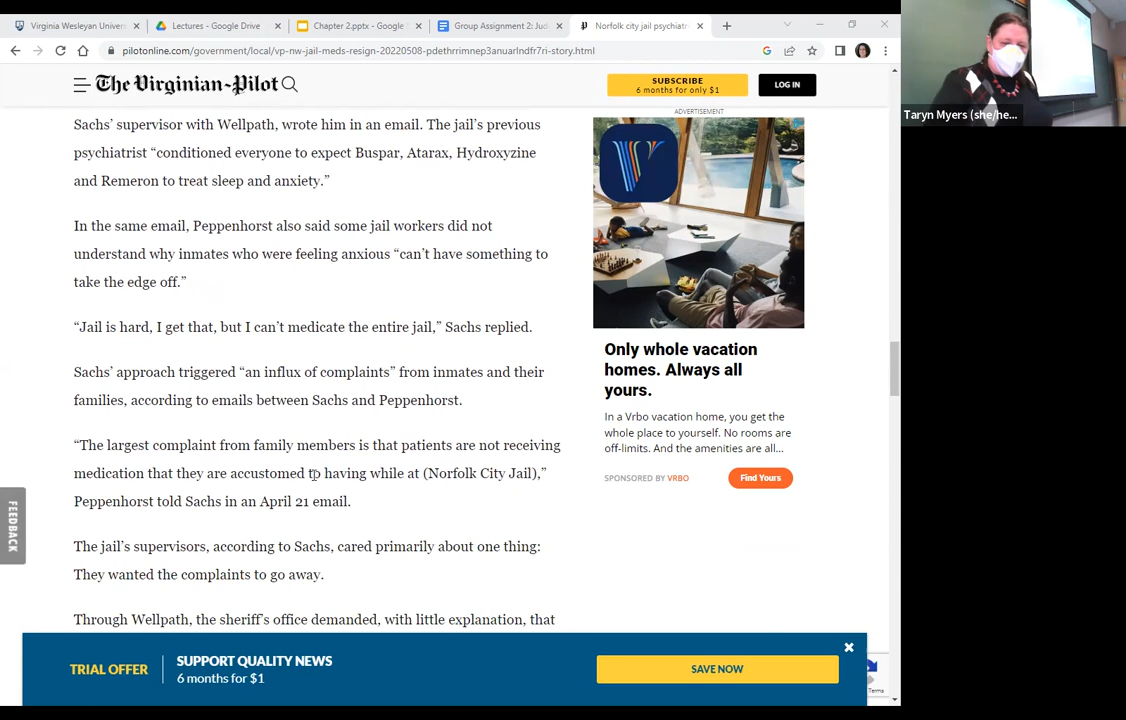 Virginia Wesleyan Univer
Lectures - Google Drive
Chapter 2.pptx - Google S
Group Assignment 2: Jud
Norfolk city jail psychiatr
pilotonline.com/government/local/vp-nw-jail-meds-resign-20220508-pdethrrimnep3anuarlndfr7ri-story.html
The Virginian-Pilot
SUBSCRIBE
6 months for only $1
LOG IN
Sachs’ supervisor with Wellpath, wrote him in an email. The jail’s previous
psychiatrist “conditioned everyone to expect Buspar, Atarax, Hydroxyzine
and Remeron to treat sleep and anxiety.”
In the same email, Peppenhorst also said some jail workers did not
understand why inmates who were feeling anxious “can’t have something to
take the edge off.”
“Jail is hard, I get that, but I can’t medicate the entire jail,” Sachs replied.
Sachs’ approach triggered “an influx of complaints” from inmates and their
families, according to emails between Sachs and Peppenhorst.
“The largest complaint from family members is that patients are not receiving
medication that they are accustomed to having while at (Norfolk City Jail),”
Peppenhorst told Sachs in an April 21 email.
The jail’s supervisors, according to Sachs, cared primarily about one thing:
They wanted the complaints to go away.
Through Wellpath, the sheriff’s office demanded, with little explanation, that
ADVERTISEMENT
Only whole vacation
homes. Always all
yours.
In a Vrbo vacation home, you get the
whole place to yourself. No rooms are
off-limits. And the amenities are all...
SPONSORED BY VRBO
Find Yours
FEEDBACK
TRIAL OFFER
SUPPORT QUALITY NEWS
6 months for $1
SAVE NOW
Terms
Taryn Myers (she/he...